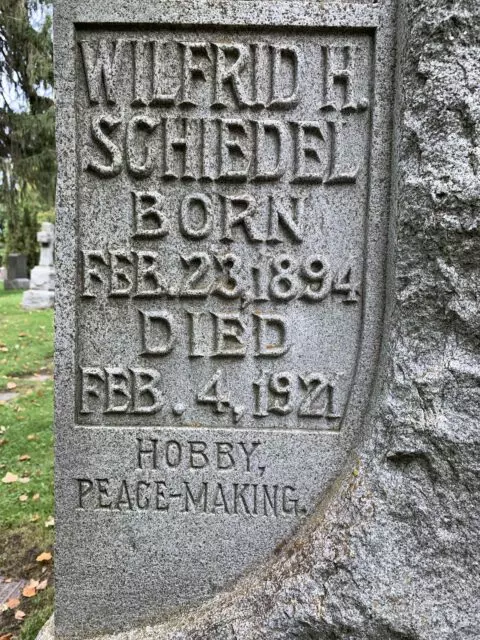 WILFRID H.
SCHIEDEL
BORN
FEB. 23, 1894
DIED
FEB. 4, 1921
HOBBY,
PEACE-MAKING.